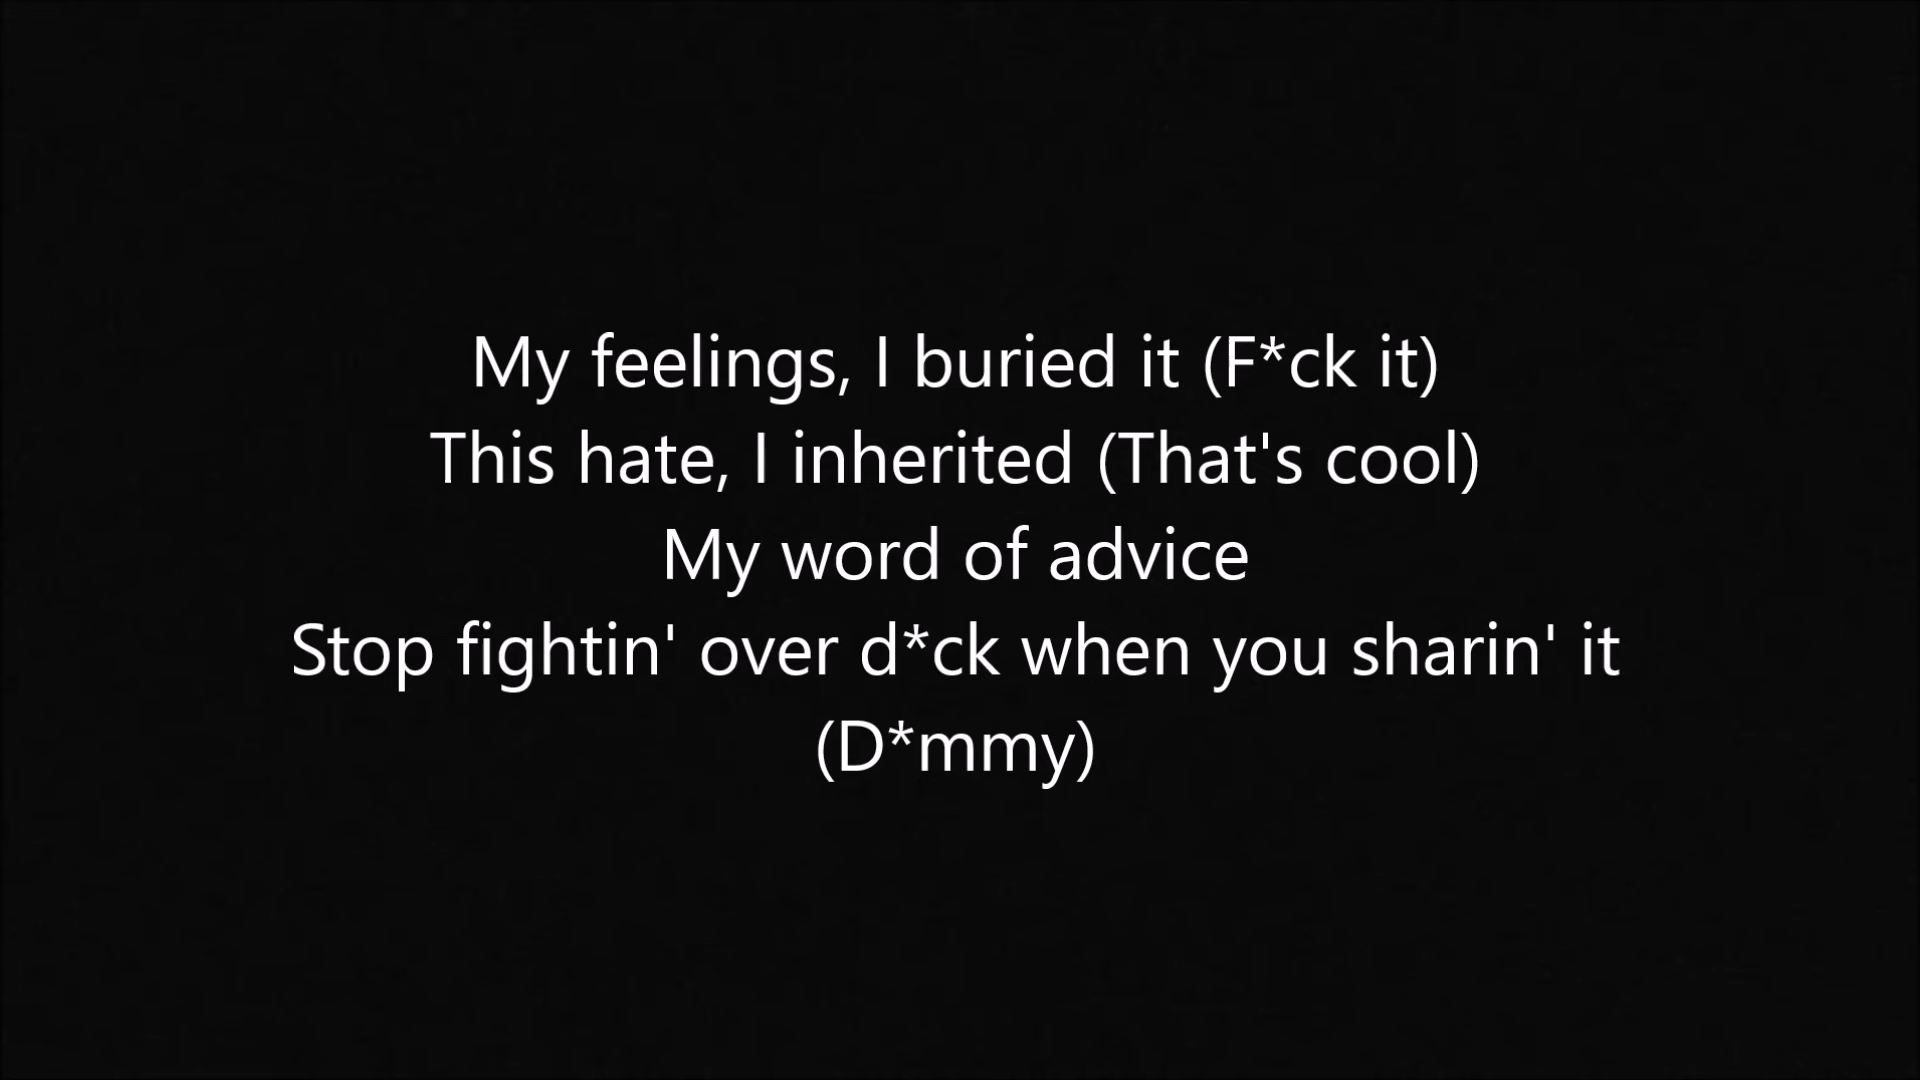 My feelings, I buried it (F*ck it)
This hate, I inherited (That's cool)
My word of advice
Stop fightin' over d*ck when you sharin' it
(D*mmy)